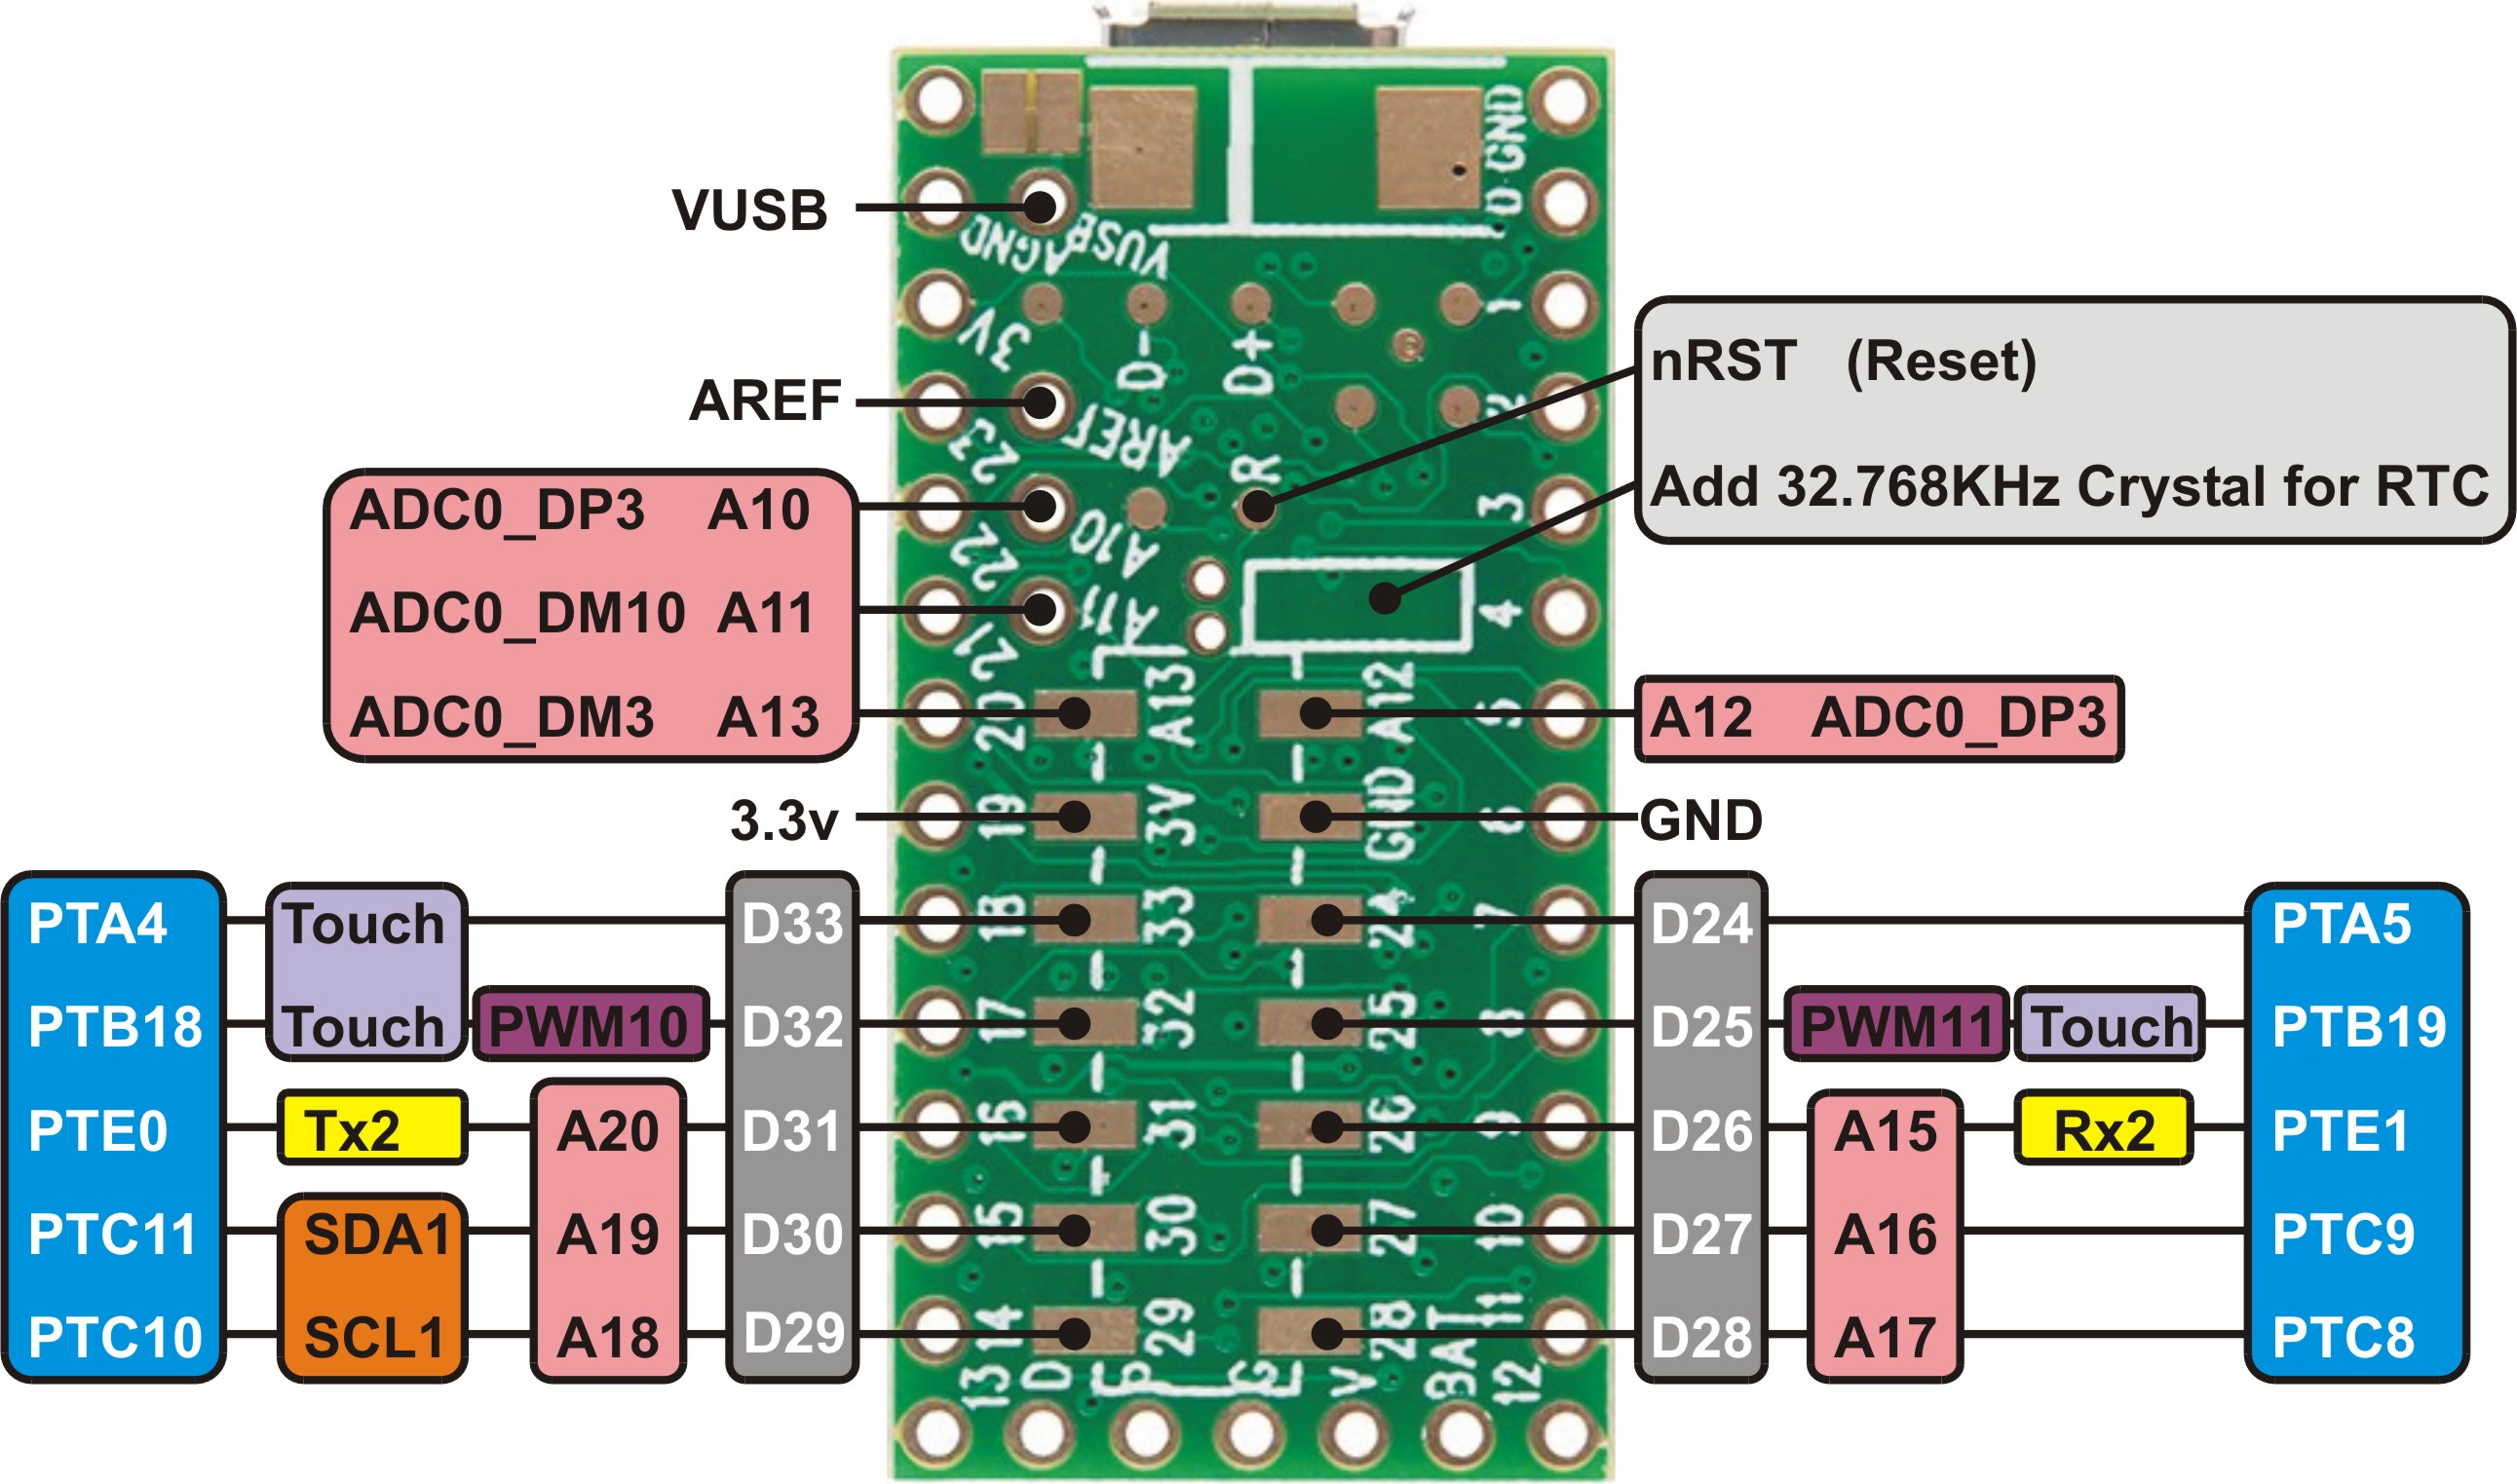 GND
VUSB
0
AGND
VUSB
1
3V
D-
D+
nRST (Reset)
AREF
2
23
AREF
R
Add 32.768KHz Crystal for RTC
ADC0_DP3 A10
22
A10
3
ADC0_DM10 A11
21
A11
4
ADC0_DM3 A13
20
A13
A12
5
A12 ADC0_DP3
3.3v
19
3V
GND
6
GND
PTA4 Touch D33
18
33
24
7
D24 PTA5
PTB18 Touch PWM10 D32
17
32
25
8
D25 PWM11 Touch PTB19
PTE0 Tx2 A20 D31
16
31
26
9
D26 A15 Rx2 PTE1
PTC11 SDA1 A19 D30
15
30
27
10
D27 A16 PTC9
PTC10 SCL1 A18 D29
14
29
28
11
D28 A17 PTC8
13
D
P
G
V
BAT
12